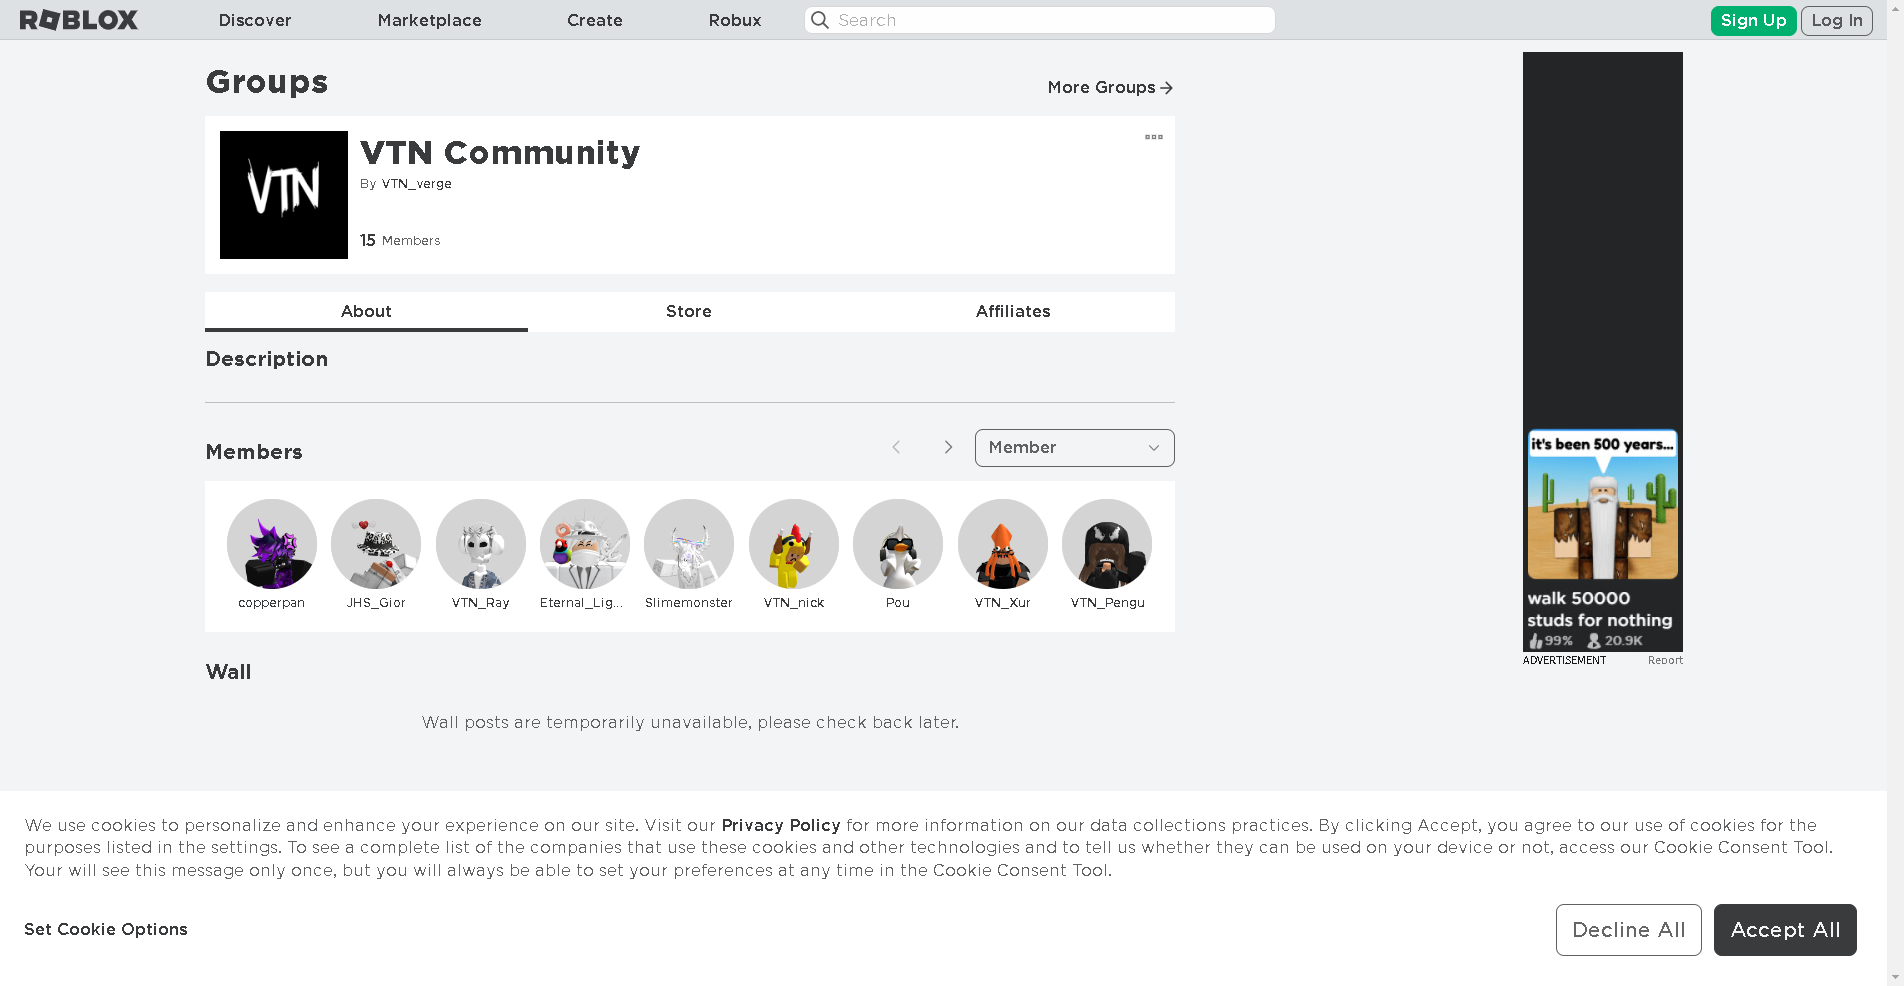 ROBLOX
Discover
Marketplace
Create
Robux
Search
Sign Up
Log In
Groups
More Groups
VTN
VTN Community
By VTN_verge
15 Members
About
Store
Affiliates
Description
Members
Member
copperpan
JHS_Gior
VTN_Ray
Eternal_Lig...
Slimemonster
VTN_nick
Pou
VTN_Xur
VTN_Pengu
it's been 500 years...
walk 50000
studs for nothing
99% 20.9K
ADVERTISEMENT
Report
Wall
Wall posts are temporarily unavailable, please check back later.
We use cookies to personalize and enhance your experience on our site. Visit our Privacy Policy for more information on our data collections practices. By clicking Accept, you agree to our use of cookies for the
purposes listed in the settings. To see a complete list of the companies that use these cookies and other technologies and to tell us whether they can be used on your device or not, access our Cookie Consent Tool.
Your will see this message only once, but you will always be able to set your preferences at any time in the Cookie Consent Tool.
Set Cookie Options
Decline All
Accept All